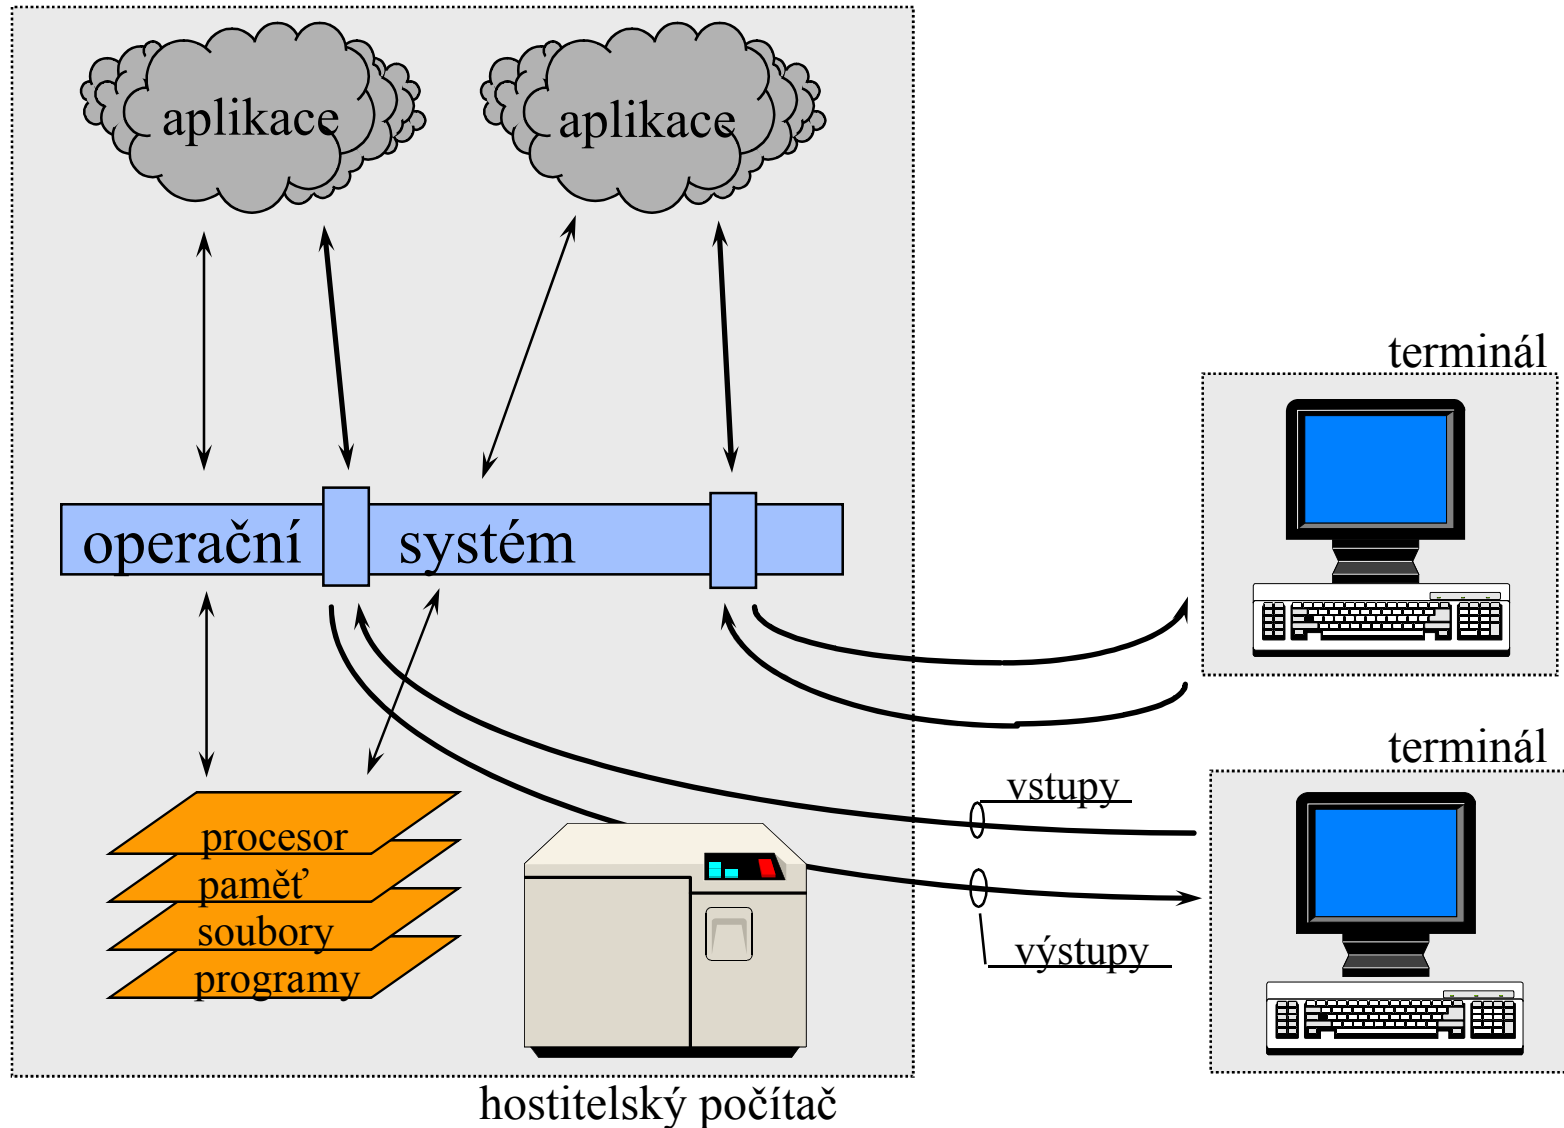 aplikace
aplikace
terminál
operační systém
terminál
vstupy
procesor
paměť
soubory
výstupy
programy
hostitelský počítač